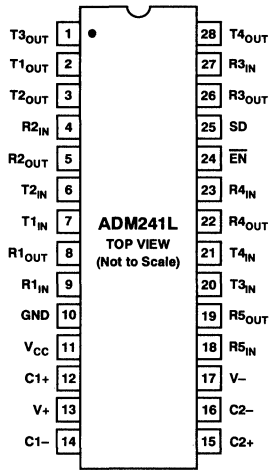 T3OUT 1 28 T4OUT
T1OUT 2 27 R3IN
T2OUT 3 26 R3OUT
R2IN 4 25 SD
R2OUT 5 24 EN
T2IN 6 23 R4IN
T1IN 7 22 R4OUT
ADM241L
TOP VIEW
(Not to Scale)
R1OUT 8 21 T4IN
R1IN 9 20 T3IN
GND 10 19 R5OUT
VCC 11 18 R5IN
C1+ 12 17 V–
V+ 13 16 C2–
C1– 14 15 C2+